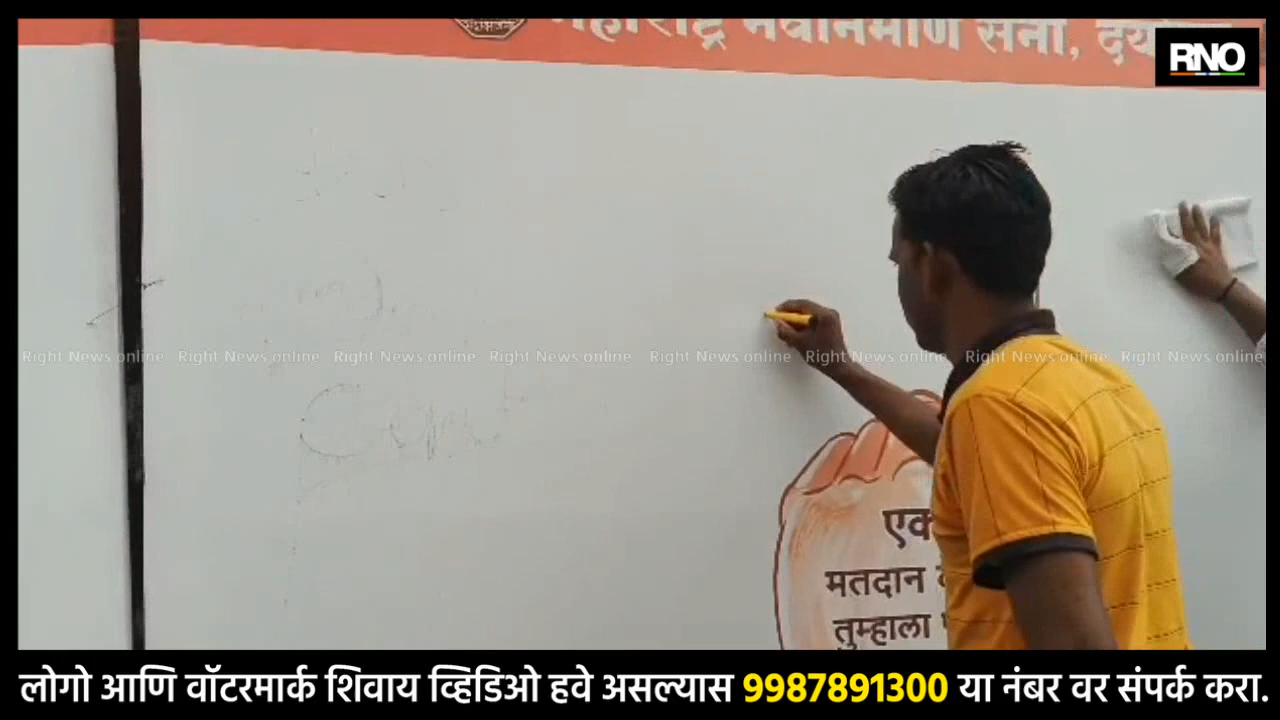 महाराष्ट्र नवनिर्माण सेना,
RNO
Right News online Right News online Right News online Right News online Right News online Right News online Right News online Right News online
एक
मतदान
तुम्हाला
लोगो आणि वॉटरमार्क शिवाय व्हिडिओ हवे असल्यास 9987891300 या नंबर वर संपर्क करा.